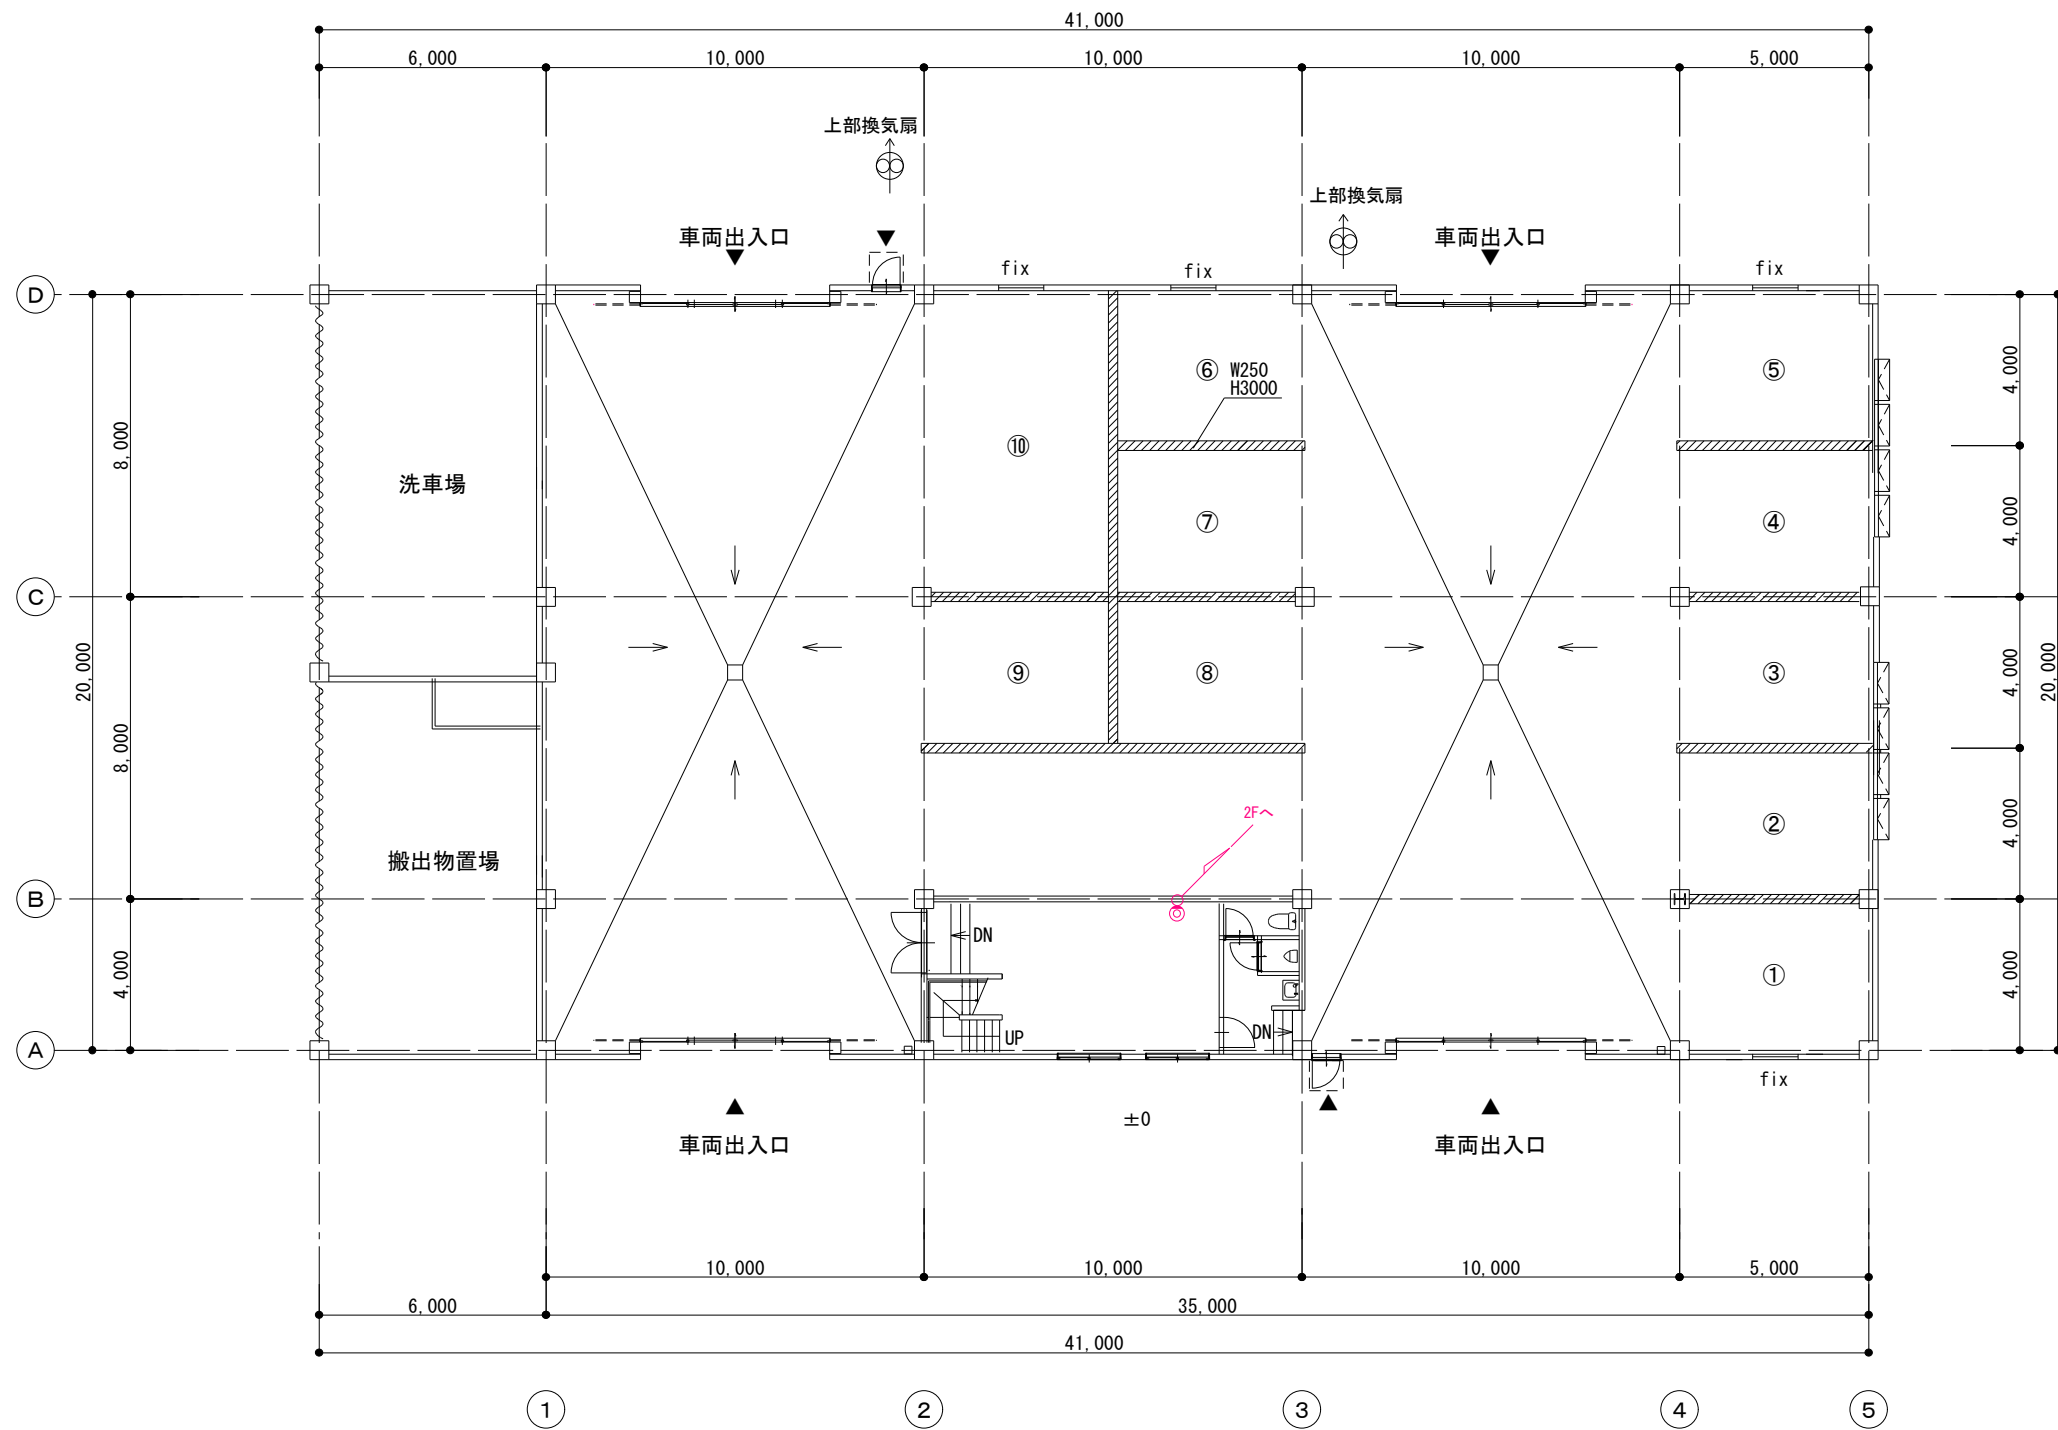 41,000
6,000 10,000 10,000 10,000 5,000
上部換気扇
上部換気扇
車両出入口 車両出入口
fix fix fix
D
⑥ W250
H3000
⑤
4,000
8,000
⑩
洗車場
⑦ ④
4,000
C
20,000
⑨ ⑧ ③
4,000
20,000
8,000
2Fへ
②
4,000
搬出物置場
B
DN
4,000
①
4,000
UP
DN
A
fix
±0
車両出入口 車両出入口
10,000 10,000 10,000 5,000
6,000 35,000
41,000
1 2 3 4 5